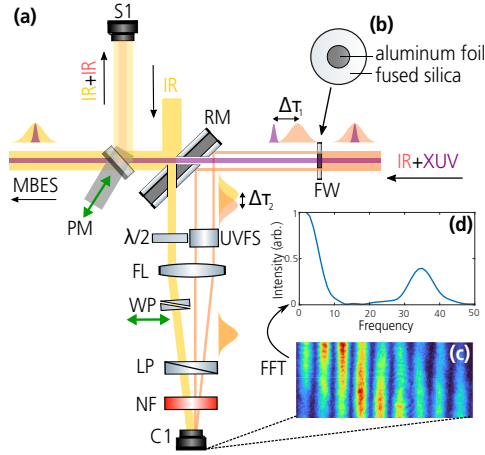 (a)
S1
(b)
aluminum foil
fused silica
IR+IR
IR
RM
Δτ₁
MBES
IR+XUV
FW
PM
Δτ₂
(d)
λ/2
UVFS
Intensity (arb.)
1
0.5
0
0 10 20 30 40 50
Frequency
FL
WP
(c)
FFT
LP
NF
C1